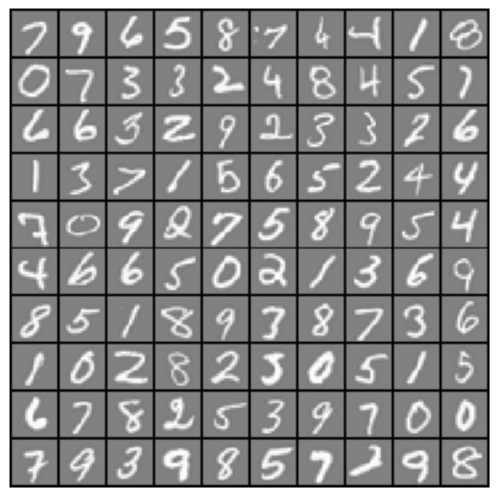 7 9 6 5 8 7 4 4 1 8
0 7 3 3 2 4 8 4 5 1
6 6 3 2 9 2 3 3 2 6
1 3 7 1 5 6 5 2 4 4
7 0 9 2 7 5 8 9 5 4
4 6 6 5 0 2 1 3 6 9
8 5 1 8 9 3 8 7 3 6
1 0 2 8 2 3 0 5 1 5
6 7 8 2 5 3 9 7 0 0
7 9 3 9 8 5 7 2 9 8